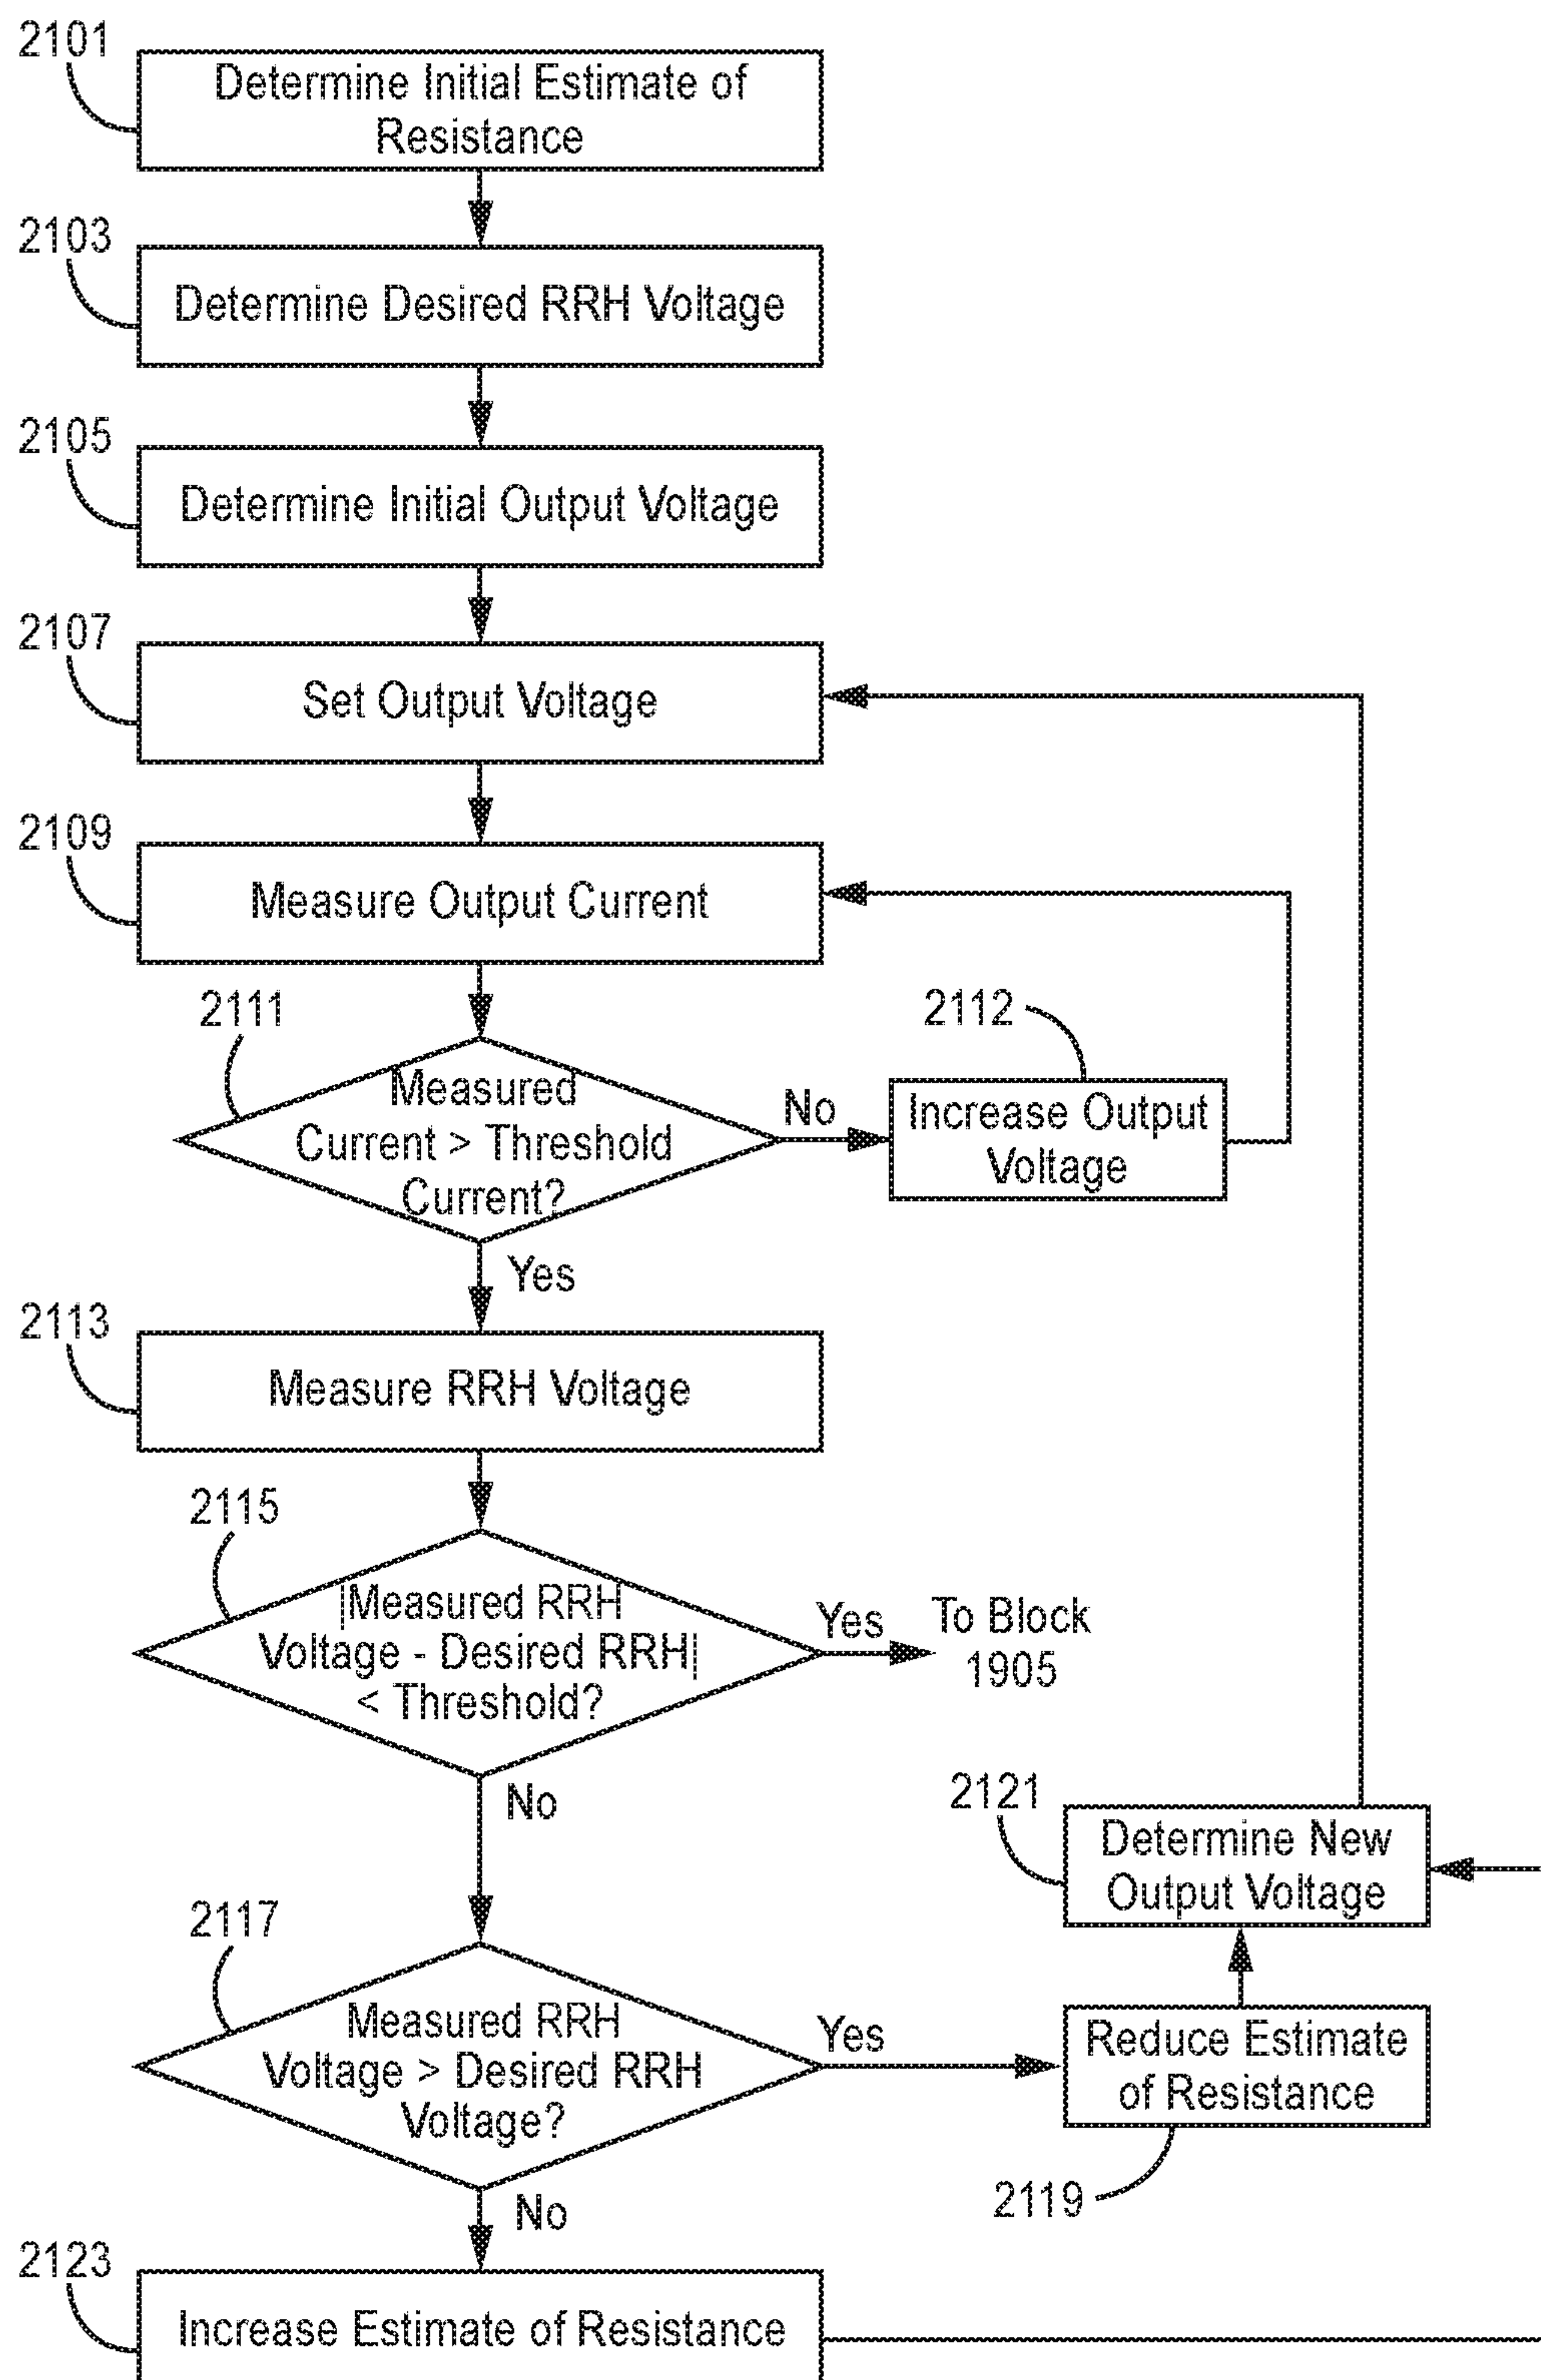 2101
Determine Initial Estimate of
Resistance
2103
Determine Desired RRH Voltage
2105
Determine Initial Output Voltage
2107
Set Output Voltage
2109
Measure Output Current
2111
Measured
Current > Threshold
Current?
No
2112
Increase Output
Voltage
Yes
2113
Measure RRH Voltage
2115
|Measured RRH
Voltage - Desired RRH|
< Threshold?
Yes
To Block
1905
No
2121
Determine New
Output Voltage
2117
Measured RRH
Voltage > Desired RRH
Voltage?
Yes
Reduce Estimate
of Resistance
2119
No
2123
Increase Estimate of Resistance